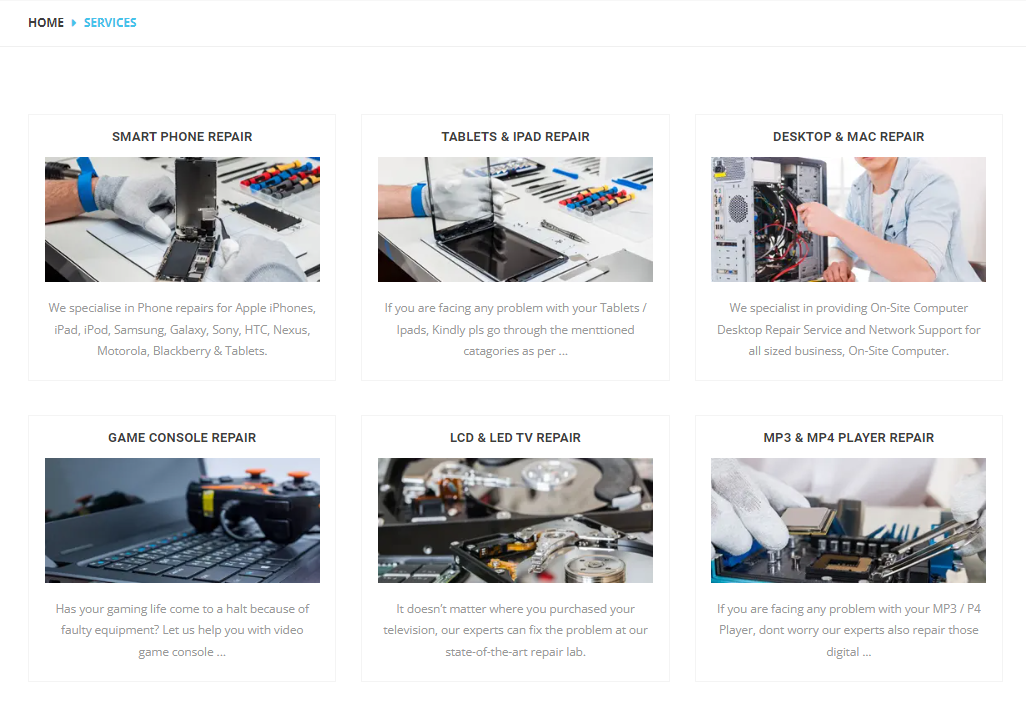 HOME SERVICES
SMART PHONE REPAIR
We specialise in Phone repairs for Apple iPhones,
iPad, iPod, Samsung, Galaxy, Sony, HTC, Nexus,
Motorola, Blackberry & Tablets.
TABLETS & IPAD REPAIR
If you are facing any problem with your Tablets /
Ipads, Kindly pls go through the menttioned
catagories as per ...
DESKTOP & MAC REPAIR
We specialist in providing On-Site Computer
Desktop Repair Service and Network Support for
all sized business, On-Site Computer.
GAME CONSOLE REPAIR
Has your gaming life come to a halt because of
faulty equipment? Let us help you with video
game console ...
LCD & LED TV REPAIR
It doesn't matter where you purchased your
television, our experts can fix the problem at our
state-of-the-art repair lab.
MP3 & MP4 PLAYER REPAIR
If you are facing any problem with your MP3 / P4
Player, dont worry our experts also repair those
digital ...